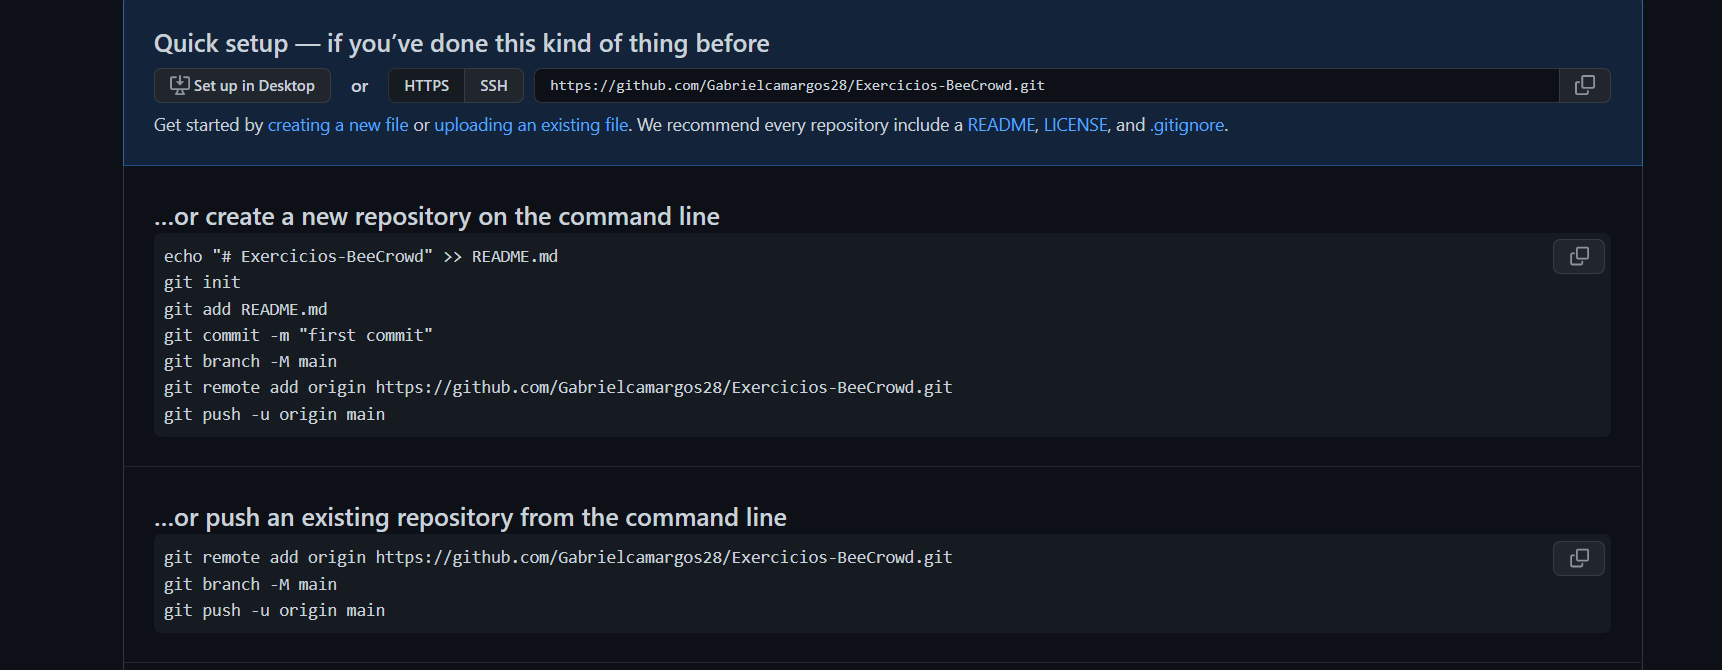 Quick setup — if you’ve done this kind of thing before
Set up in Desktop or HTTPS SSH https://github.com/Gabrielcamargos28/Exercicios-BeeCrowd.git
Get started by creating a new file or uploading an existing file. We recommend every repository include a README, LICENSE, and .gitignore.
…or create a new repository on the command line
echo "# Exercicios-BeeCrowd" >> README.md
git init
git add README.md
git commit -m "first commit"
git branch -M main
git remote add origin https://github.com/Gabrielcamargos28/Exercicios-BeeCrowd.git
git push -u origin main
…or push an existing repository from the command line
git remote add origin https://github.com/Gabrielcamargos28/Exercicios-BeeCrowd.git
git branch -M main
git push -u origin main